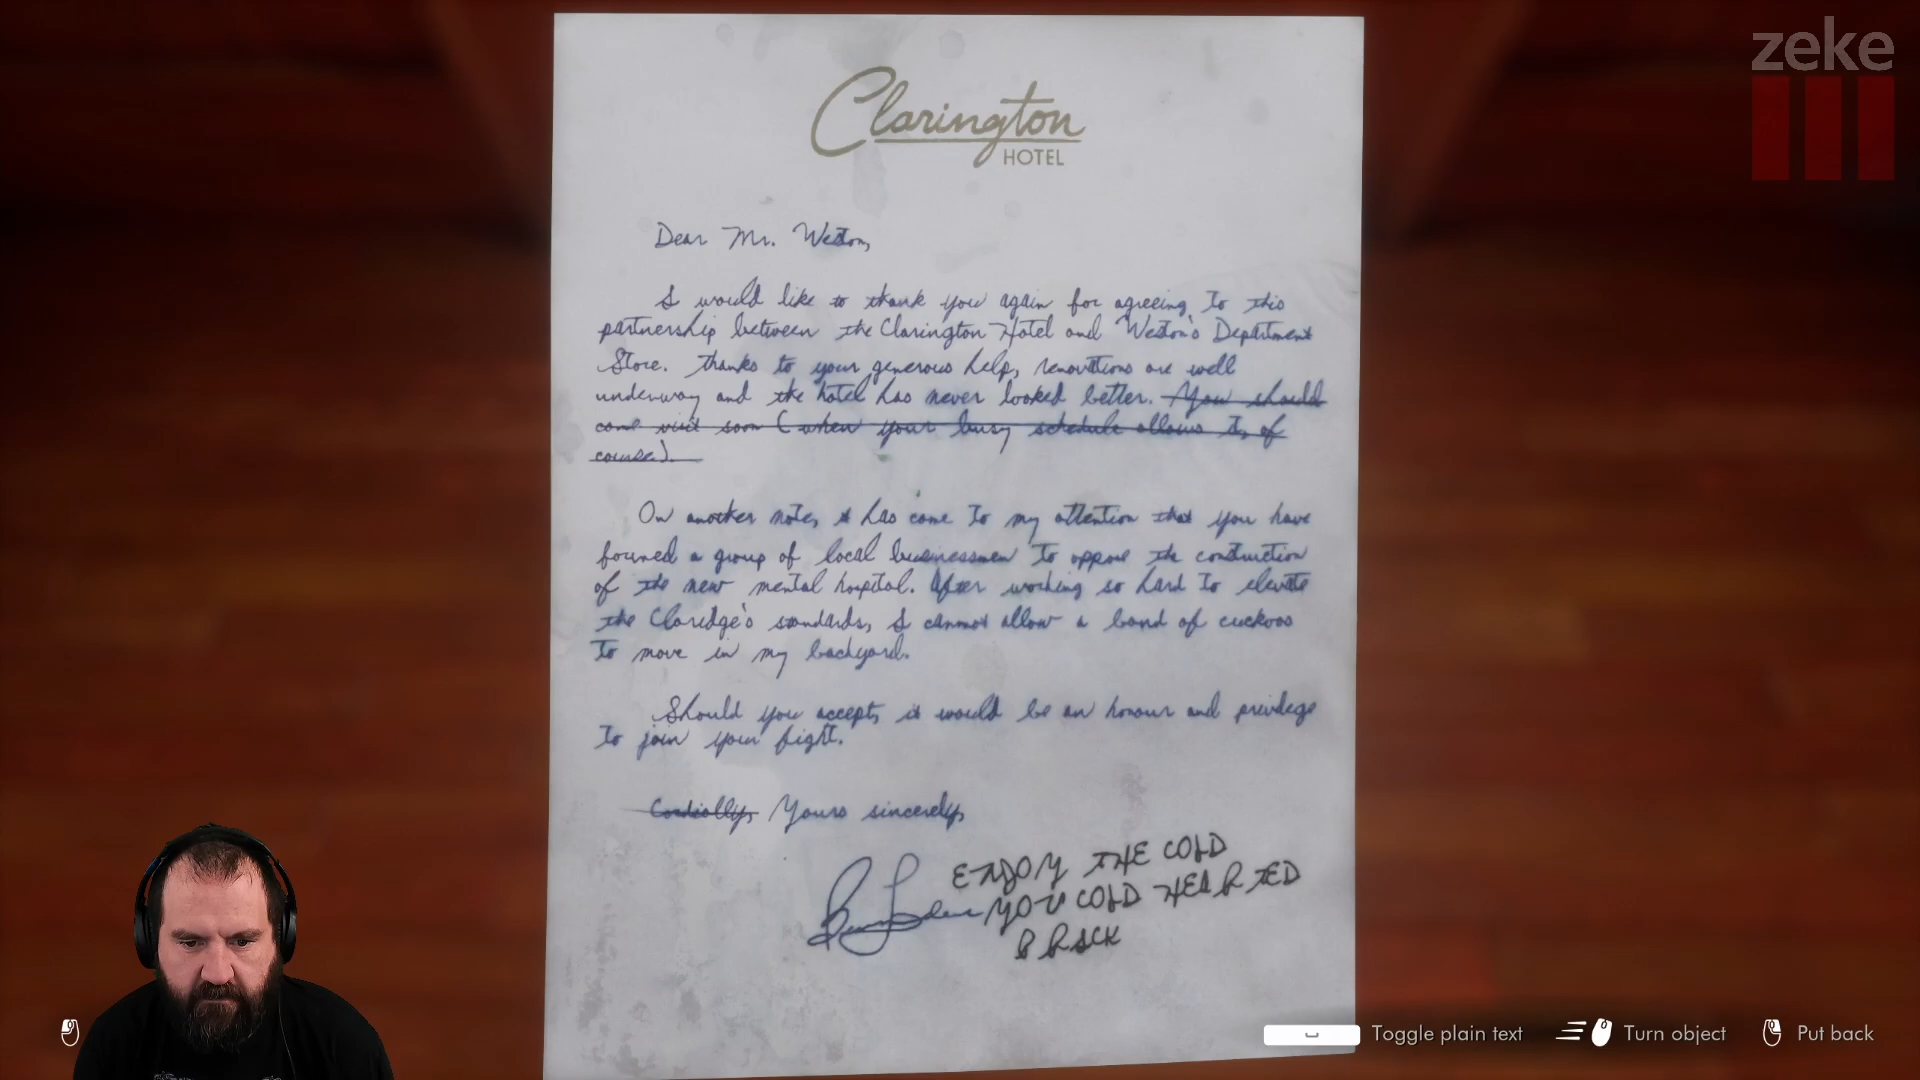 zeke
Clarington
HOTEL
Dear Mr. Weston,
I would like to thank you again for agreeing to this
partnership between the Clarington Hotel and Weston's Department
Store. Thanks to your generous help, renovations are well
underway and the hotel has never looked better. You should
come visit soon (when your busy schedule allows it, of
course).
On another note, it has come to my attention that you have
formed a group of local businessmen to oppose the construction
of the new mental hospital. After working so hard to elevate
the Claridge's standards, I cannot allow a band of cuckoos
to move in my backyard.
Should you accept, it would be an honour and privilege
to join your fight.
Cordially, Yours sincerely,
ENJOY THE COLD
YOU COLD HEARTED
Toggle plain text
Turn object
Put back